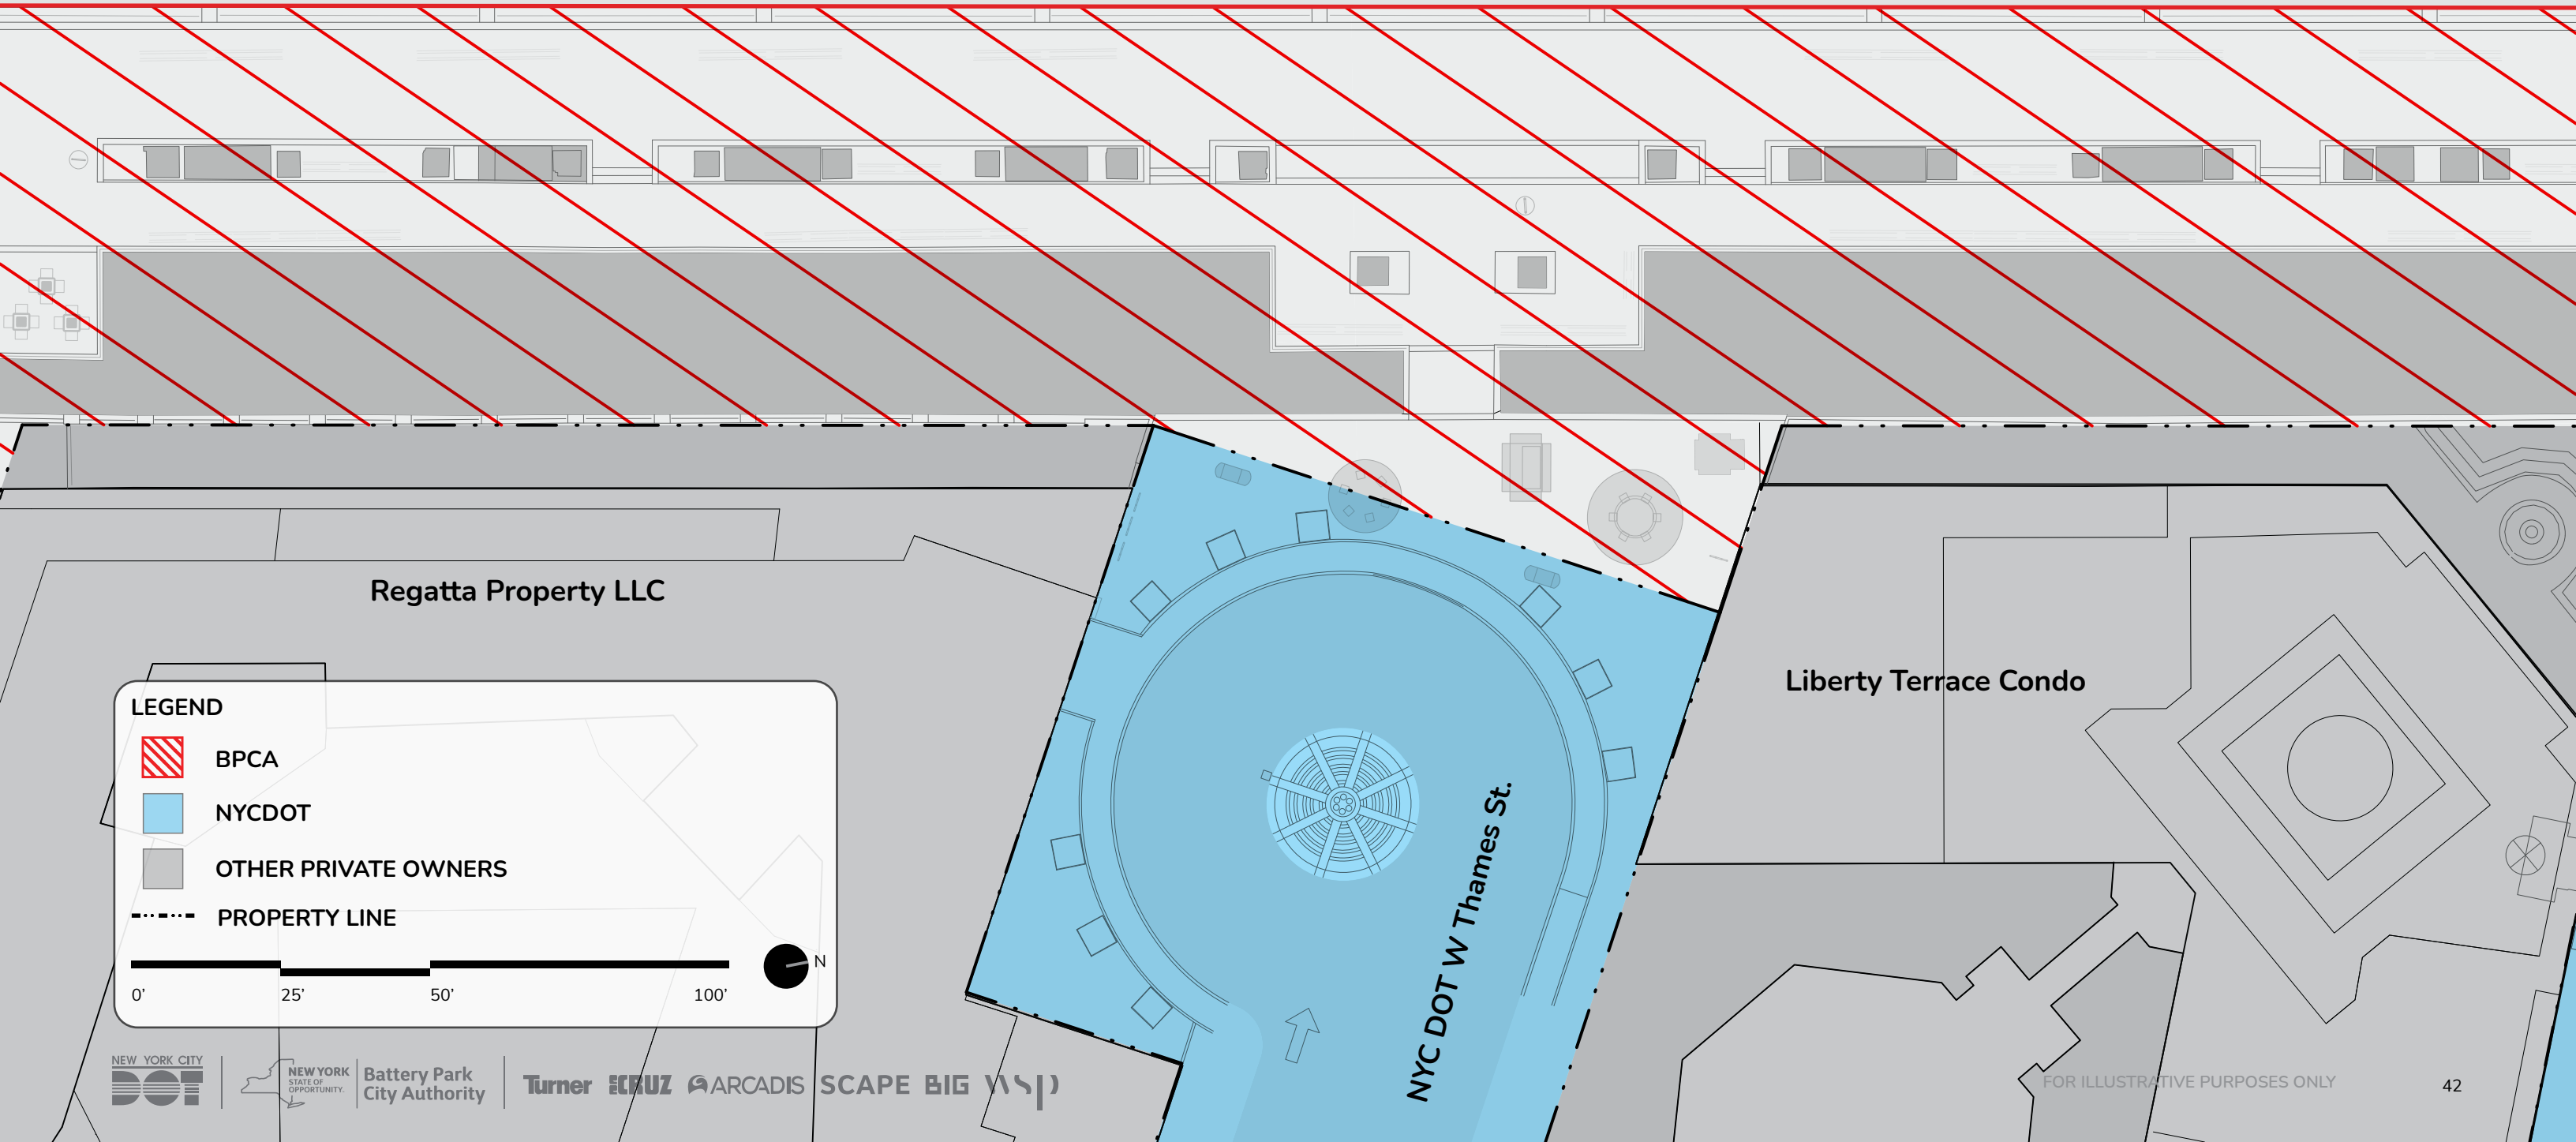 Regatta Property LLC
Liberty Terrace Condo
NYC DOT W Thames St.
LEGEND
BPCA
NYCDOT
OTHER PRIVATE OWNERS
PROPERTY LINE
0' 25' 50' 100'
N
NEW YORK CITY
DOT
NEW YORK
STATE OF
OPPORTUNITY.
Battery Park
City Authority
Turner
CRUZ
ARCADIS
SCAPE
BIG
WSP
FOR ILLUSTRATIVE PURPOSES ONLY
42